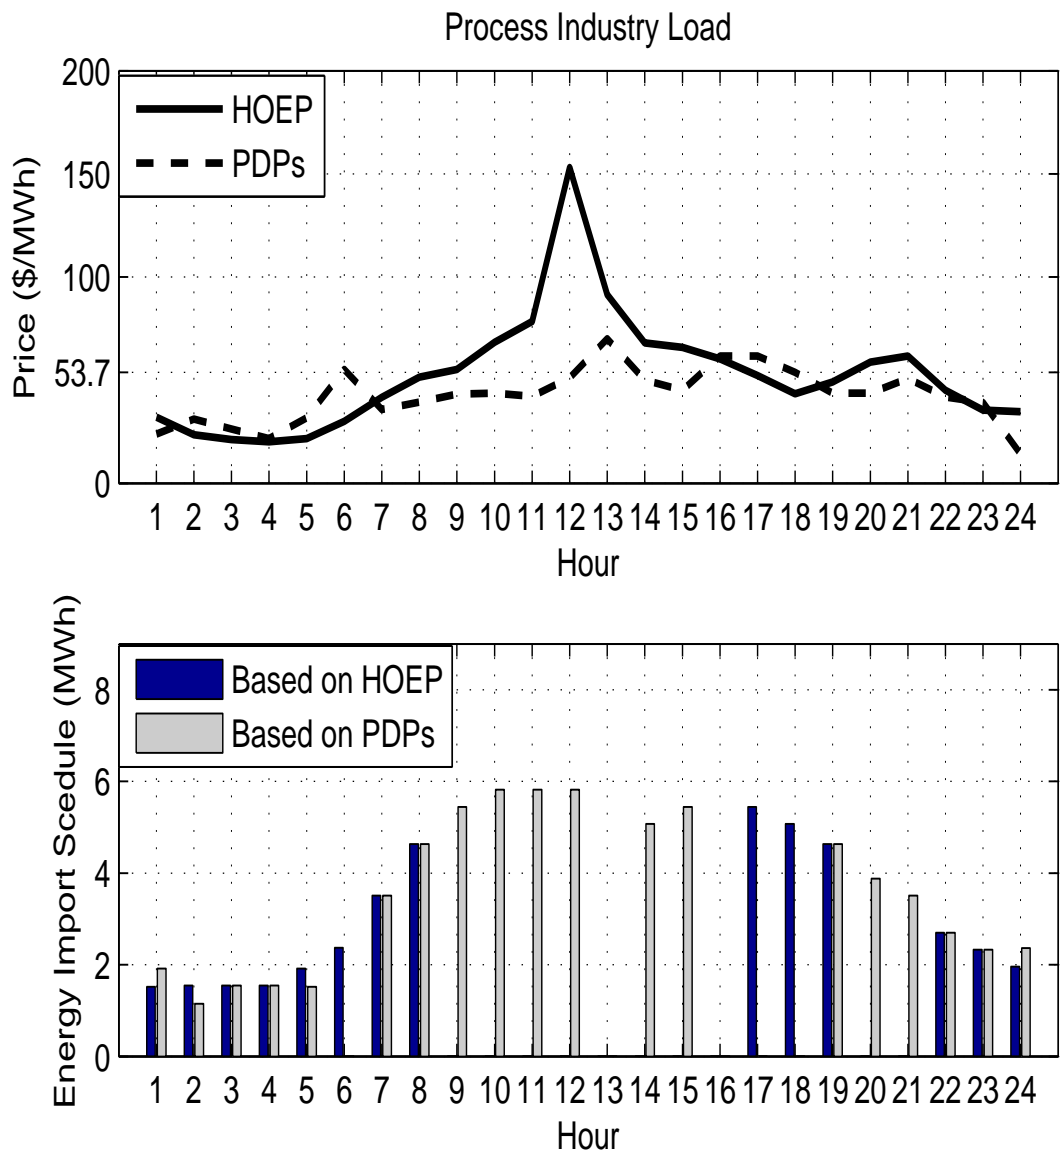 Process Industry Load
200
150
100
53.7
0
Price ($/MWh)
HOEP
PDPs
1 2 3 4 5 6 7 8 9 10 11 12 13 14 15 16 17 18 19 20 21 22 23 24
Hour
8
6
4
2
0
Energy Import Scedule (MWh)
Based on HOEP
Based on PDPs
1 2 3 4 5 6 7 8 9 10 11 12 13 14 15 16 17 18 19 20 21 22 23 24
Hour